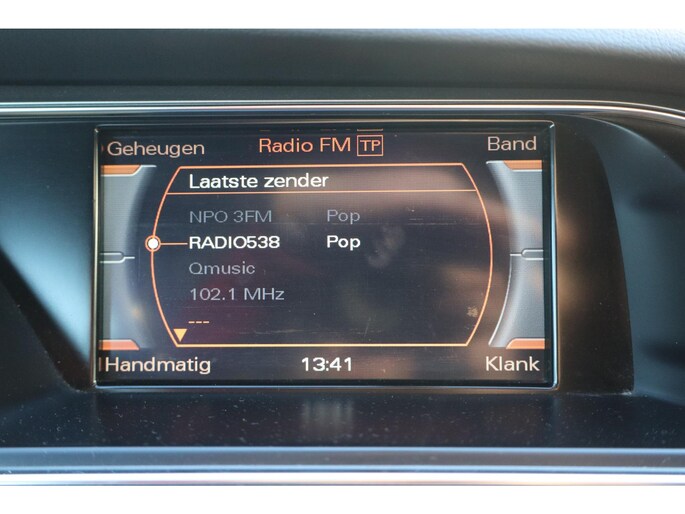 Geheugen Radio FM TP Band
Laatste zender
NPO 3FM Pop
RADIO538 Pop
Qmusic
102.1 MHz
---
Handmatig 13:41 Klank